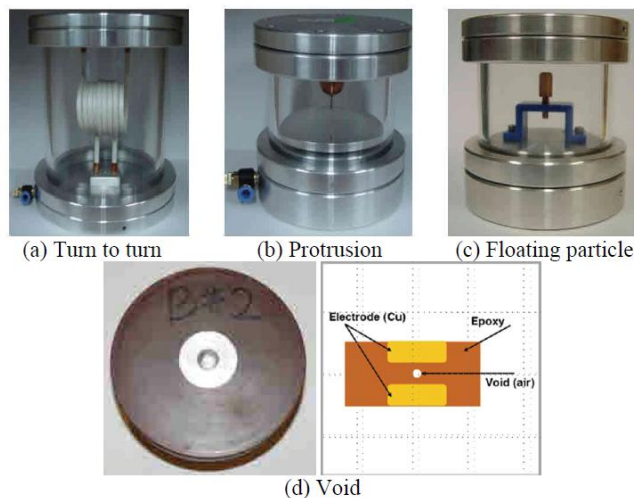 (a) Turn to turn
(b) Protrusion
(c) Floating particle
B#2
Electrode (Cu)
Epoxy
Void (air)
(d) Void